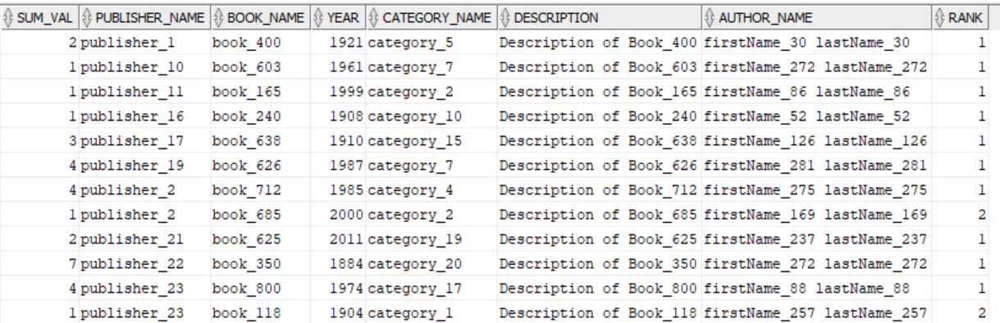 SUM_VAL PUBLISHER_NAME BOOK_NAME YEAR CATEGORY_NAME DESCRIPTION AUTHOR_NAME RANK
2 publisher_1 book_400 1921 category_5 Description of Book_400 firstName_30 lastName_30 1
1 publisher_10 book_603 1961 category_7 Description of Book_603 firstName_272 lastName_272 1
1 publisher_11 book_165 1999 category_2 Description of Book_165 firstName_86 lastName_86 1
1 publisher_16 book_240 1908 category_10 Description of Book_240 firstName_52 lastName_52 1
3 publisher_17 book_638 1910 category_15 Description of Book_638 firstName_126 lastName_126 1
4 publisher_19 book_626 1987 category_7 Description of Book_626 firstName_281 lastName_281 1
4 publisher_2 book_712 1985 category_4 Description of Book_712 firstName_275 lastName_275 1
1 publisher_2 book_685 2000 category_2 Description of Book_685 firstName_169 lastName_169 2
2 publisher_21 book_625 2011 category_19 Description of Book_625 firstName_237 lastName_237 1
7 publisher_22 book_350 1884 category_20 Description of Book_350 firstName_272 lastName_272 1
4 publisher_23 book_800 1974 category_17 Description of Book_800 firstName_88 lastName_88 1
1 publisher_23 book_118 1904 category_1 Description of Book_118 firstName_257 lastName_257 2